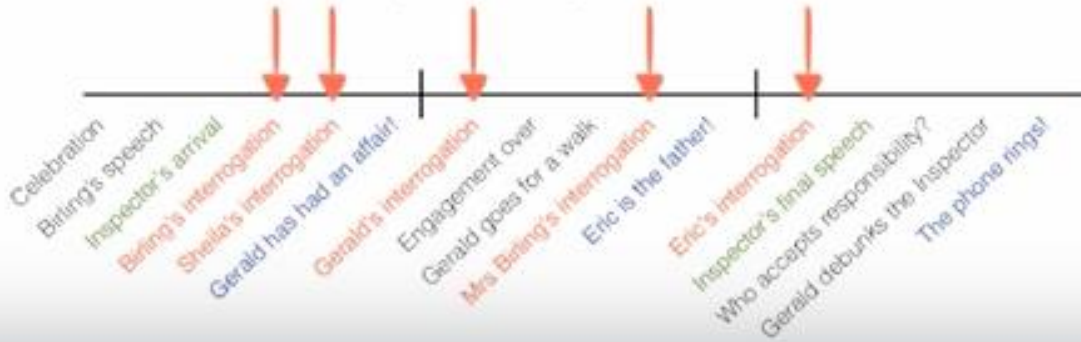 Celebration
Birling's speech
Inspector's arrival
Birling's interrogation
Sheila's interrogation
Gerald has had an affair!
Gerald's interrogation
Engagement over
Gerald goes for a walk
Mrs Birling's interrogation
Eric is the father!
Eric's interrogation
Inspector's final speech
Who accepts responsibility?
Gerald debunks the Inspector
The phone rings!